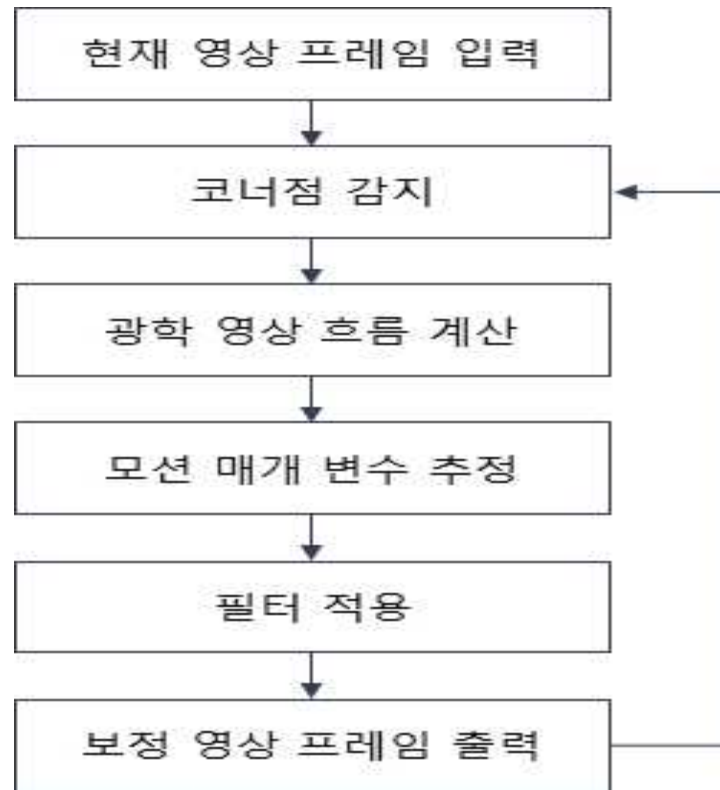 현재 영상 프레임 입력
코너점 감지
광학 영상 흐름 계산
모션 매개 변수 추정
필터 적용
보정 영상 프레임 출력